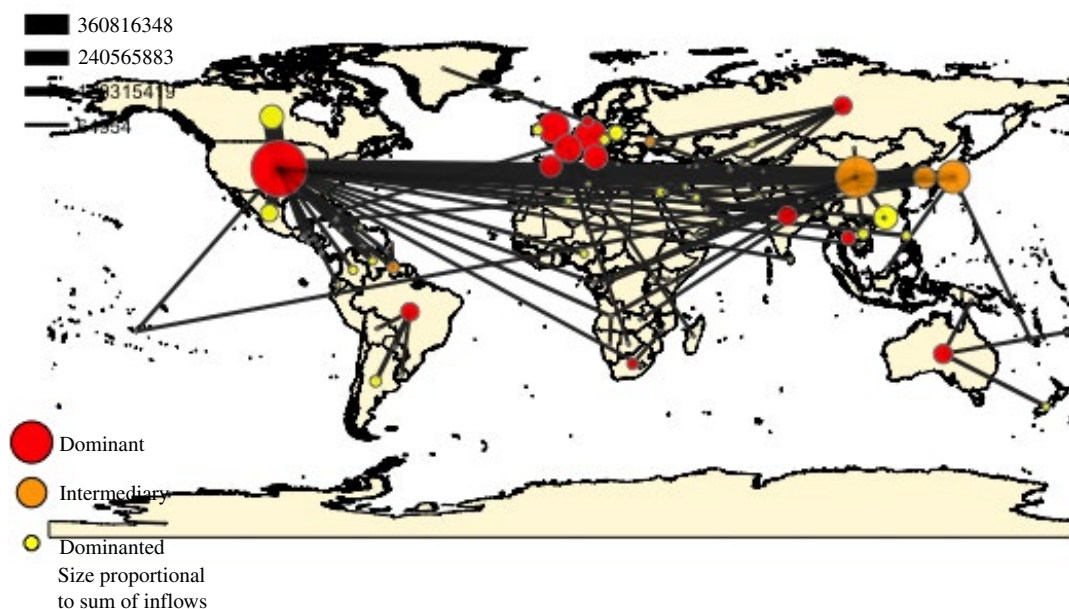 360816348
240565883
Dominant
Intermediary
Dominanted
Size proportional
to sum of inflows